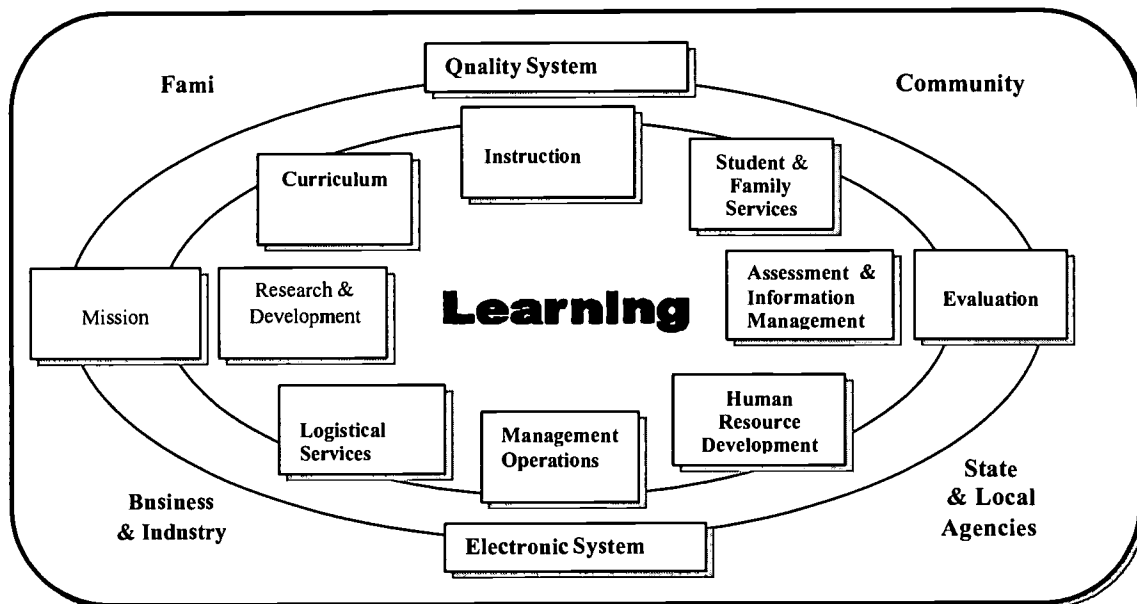 Fami
Quality System
Community
Instruction
Curriculum
Student &
Family
Services
Mission
Research &
Development
Learning
Assessment &
Information
Management
Evaluation
Logistical
Services
Management
Operations
Human
Resource
Development
Business
& Indnstry
Electronic System
State
& Local
Agencies